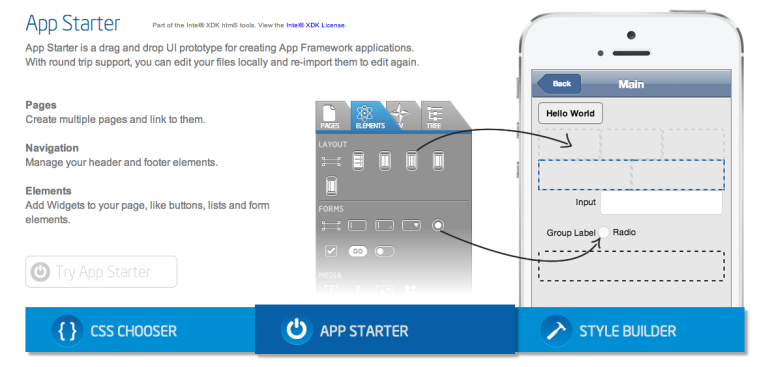 App Starter
Part of the Intel® XDK html5 tools. View the Intel® XDK License.
App Starter is a drag and drop UI prototype for creating App Framework applications.
With round trip support, you can edit your files locally and re-import them to edit again.
Pages
Create multiple pages and link to them.
Navigation
Manage your header and footer elements.
Elements
Add Widgets to your page, like buttons, lists and form
elements.
Try App Starter
PAGES
ELEMENTS
TREE
LAYOUT
FORMS
GO
MEDIA
Back
Main
Hello World
Input
Group Label
Radio
{ } CSS CHOOSER
APP STARTER
STYLE BUILDER